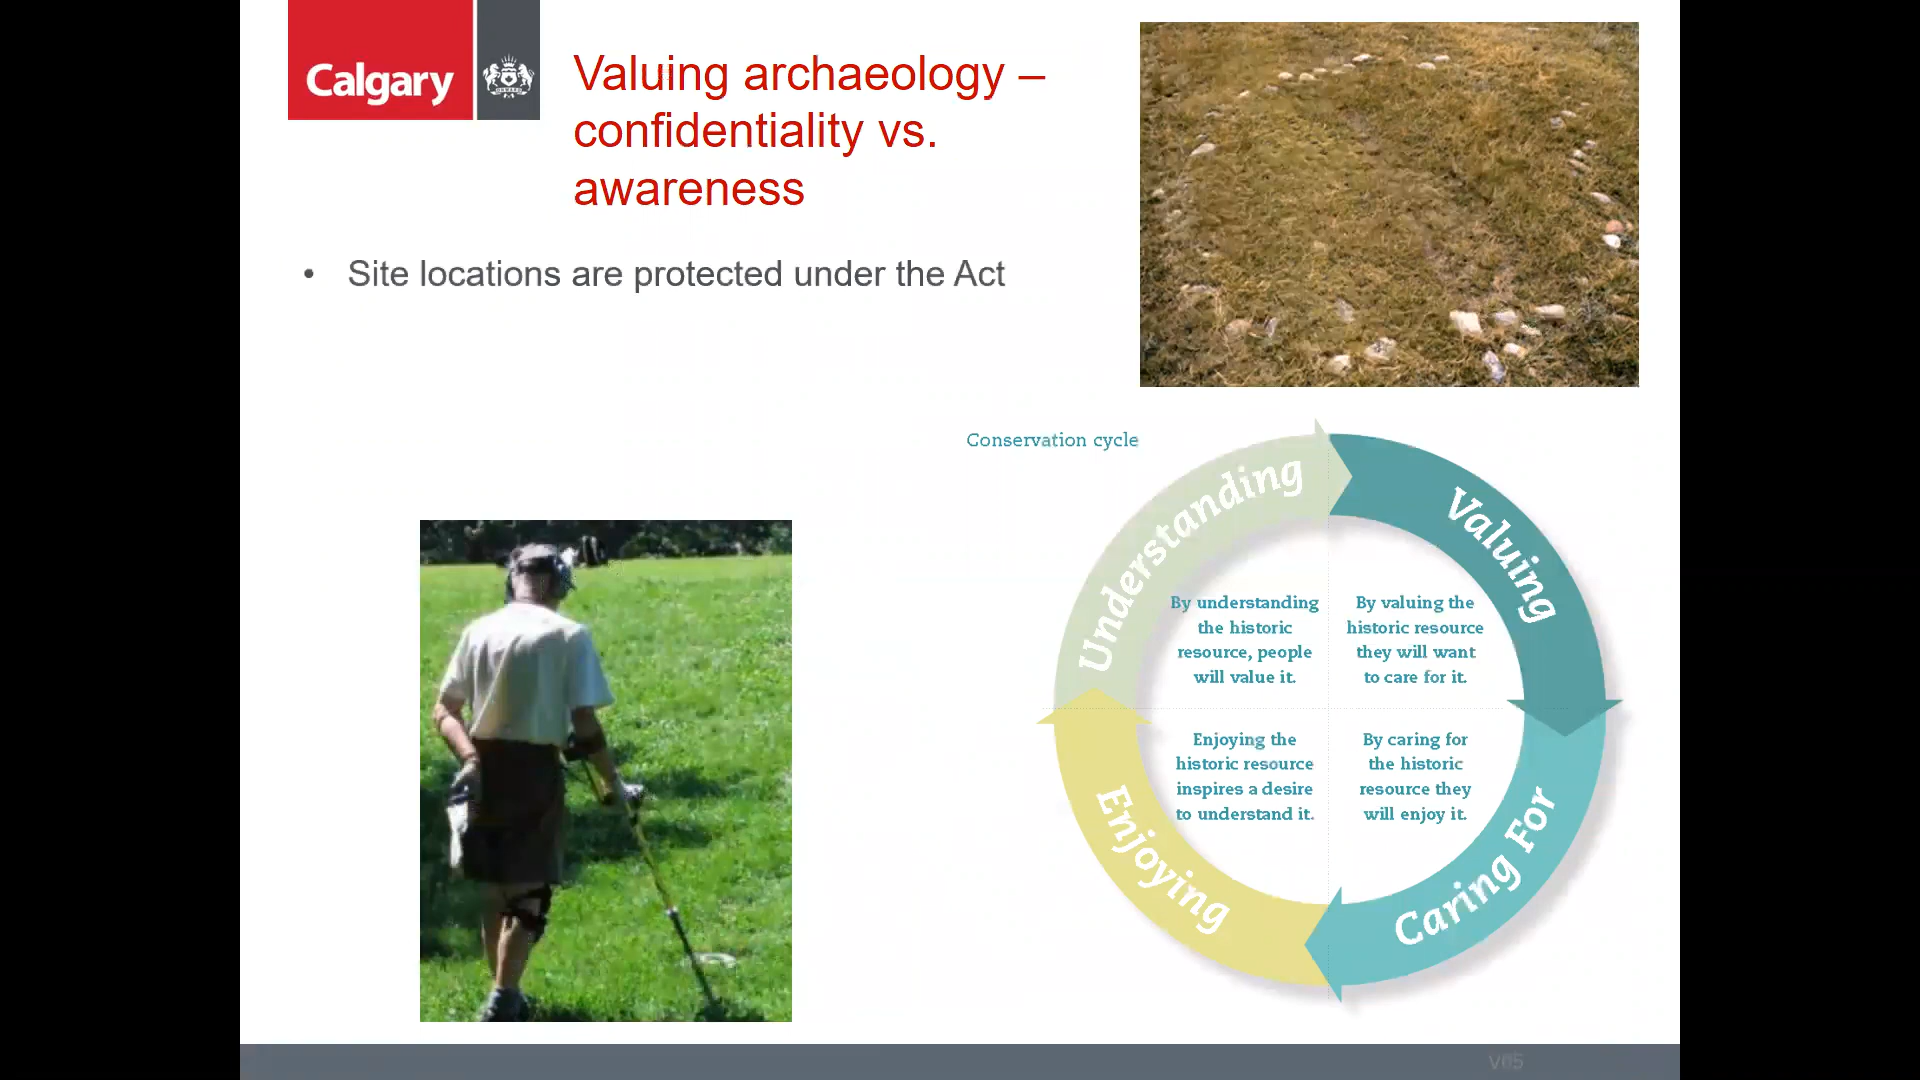 Calgary
ONWARD
Valuing archaeology –
confidentiality vs.
awareness
• Site locations are protected under the Act
Conservation cycle
Understanding
Valuing
By understanding
the historic
resource, people
will value it.
By valuing the
historic resource
they will want
to care for it.
Enjoying the
historic resource
inspires a desire
to understand it.
By caring for
the historic
resource they
will enjoy it.
Enjoying
Caring For
V05